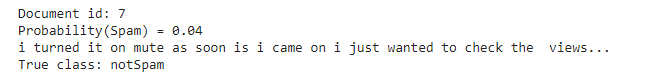 Document id: 7
Probability(Spam) = 0.04
i turned it on mute as soon is i came on i just wanted to check the  views...
True class: notSpam